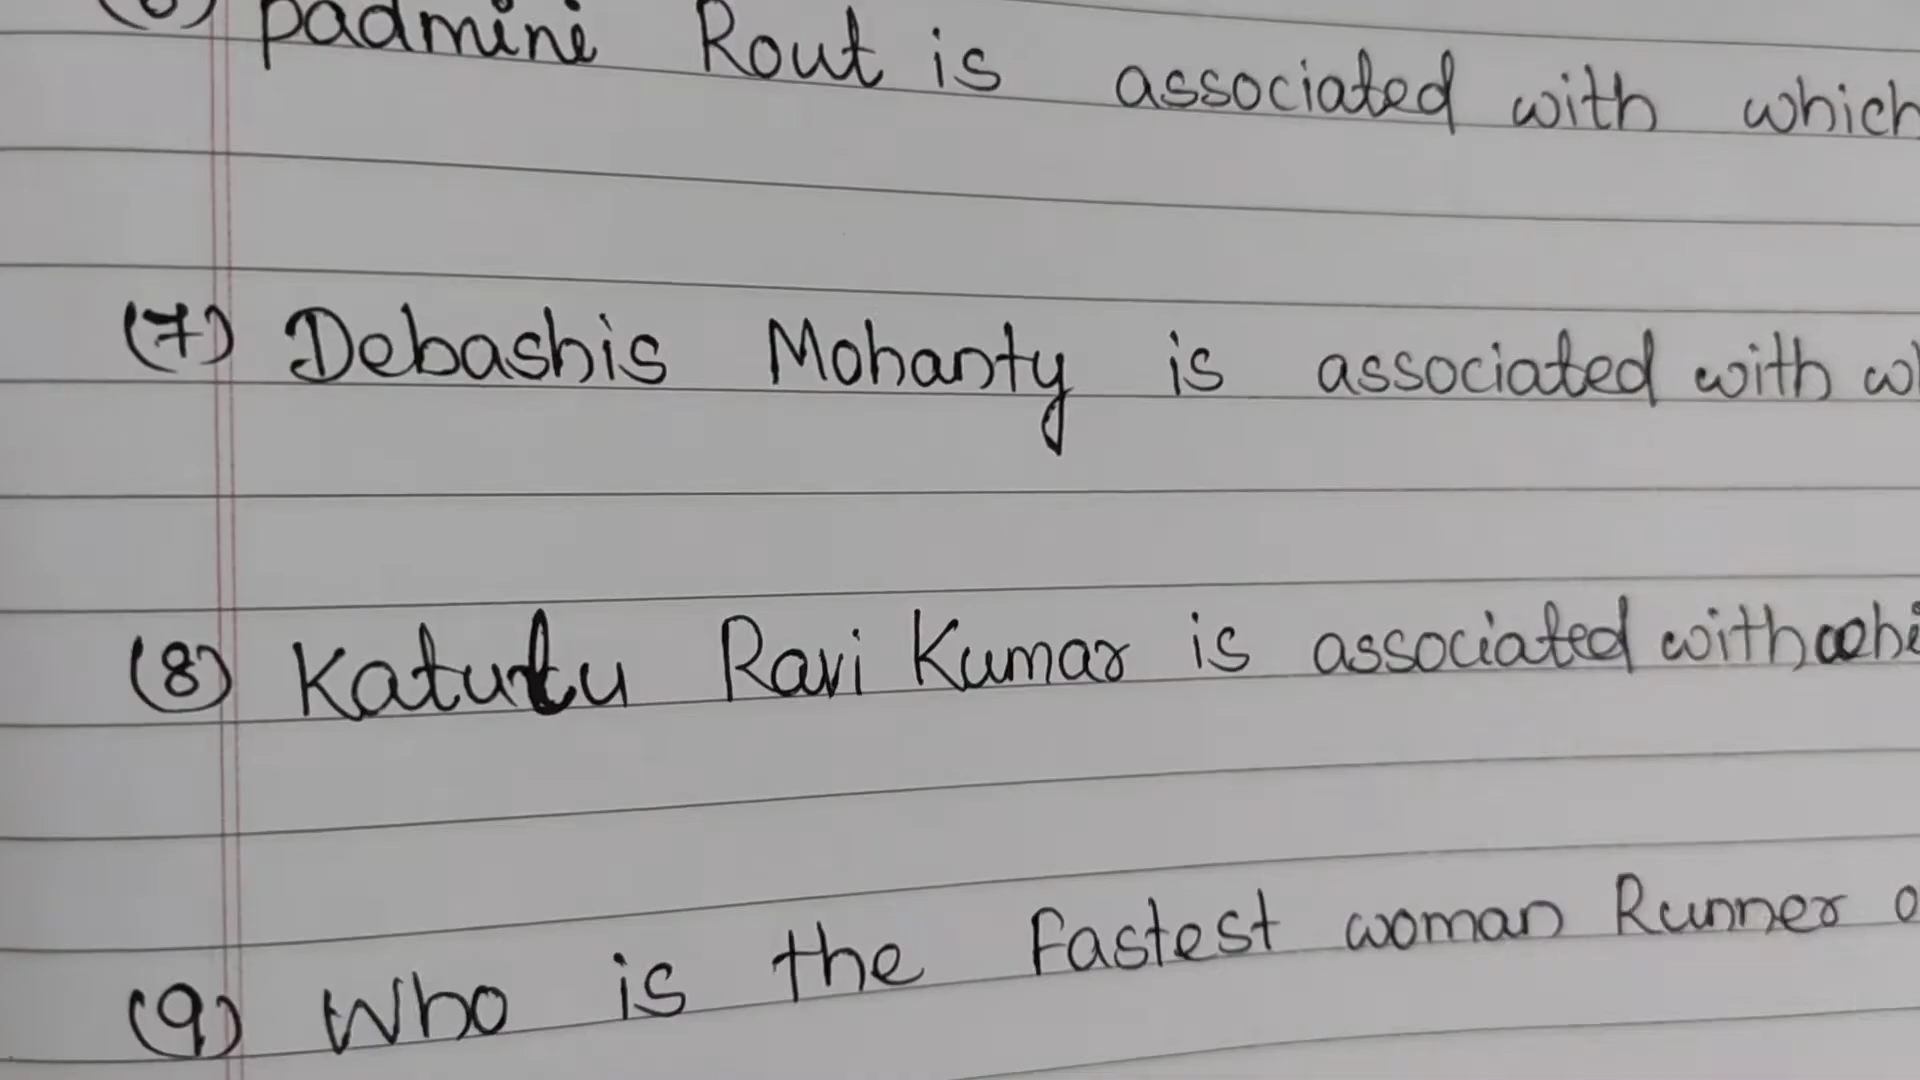 padmini Rout is associated with which
(7) Debashis Mohanty is associated with
(8) Katulu Ravi Kumar is associated with
(9) Who is the Fastest woman Runner